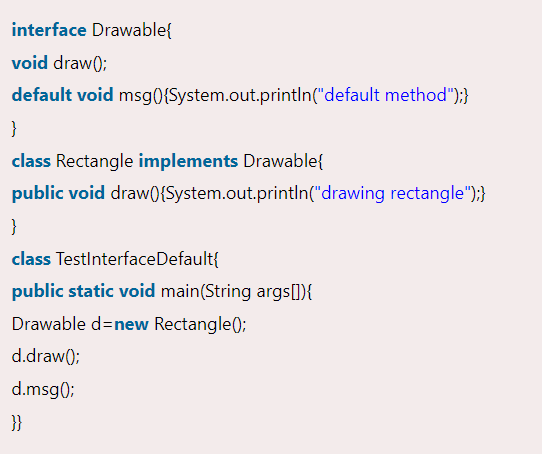 interface Drawable{
void draw();
default void msg(){System.out.println("default method");}
}
class Rectangle implements Drawable{
public void draw(){System.out.println("drawing rectangle");}
}
class TestInterfaceDefault{
public static void main(String args[]){
Drawable d=new Rectangle();
d.draw();
d.msg();
}}